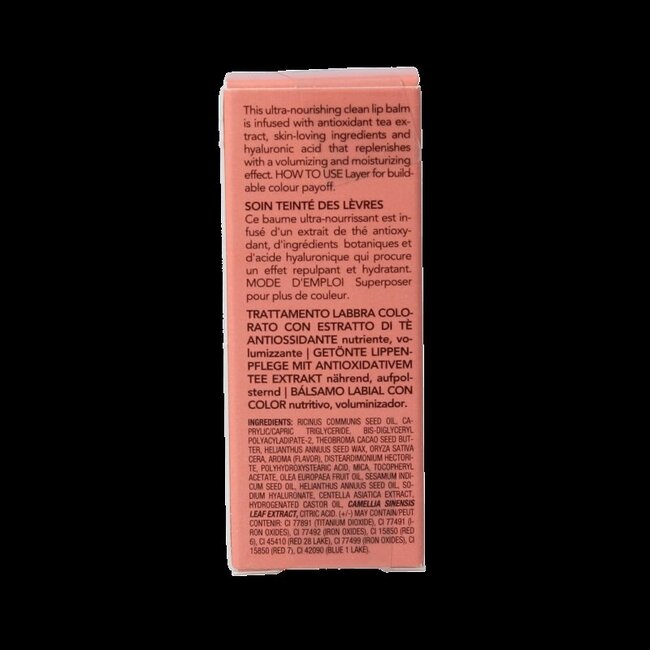 This ultra-nourishing clean lip balm
is infused with antioxidant tea ex-
tract, skin-loving ingredients and
hyaluronic acid that replenishes
with a volumizing and moisturizing
effect. HOW TO USE Layer for build-
able colour payoff.
SOIN TEINTÉ DES LÈVRES
Ce baume ultra-nourrissant est in-
fusé d'un extrait de thé antioxy-
dant, d'ingrédients botaniques et
d'acide hyaluronique qui procure
un effet repulpant et hydratant.
MODE D'EMPLOI Superposer
pour plus de couleur.
TRATTAMENTO LABBRA COLO-
RATO CON ESTRATTO DI TÈ
ANTIOSSIDANTE nutriente, vo-
lumizzante | GETÖNTE LIPPEN-
PFLEGE MIT ANTIOXIDATIVEM
TEE EXTRAKT nährend, aufpol-
sternd | BÁLSAMO LABIAL CON
COLOR nutritivo, voluminizador.
INGREDIENTS: RICINUS COMMUNIS SEED OIL, CA-
PRYLIC/CAPRIC TRIGLYCERIDE, BIS-DIGLYCERYL
POLYACYLADIPATE-2, THEOBROMA CACAO SEED BUT-
TER, HELIANTHUS ANNUUS SEED WAX, ORYZA SATIVA
CERA, AROMA (FLAVOR), DISTEARDIMONIUM HECTORI-
TE, POLYHYDROXYSTEARIC ACID, MICA, TOCOPHERYL
ACETATE, OLEA EUROPAEA FRUIT OIL, SESAMUM INDI-
CUM SEED OIL, HELIANTHUS ANNUUS SEED OIL, SO-
DIUM HYALURONATE, CENTELLA ASIATICA EXTRACT,
HYDROGENATED CASTOR OIL, CAMELLIA SINENSIS
LEAF EXTRACT, CITRIC ACID. (+/-) MAY CONTAIN/PEUT
CONTENIR: CI 77891 (TITANIUM DIOXIDE), CI 77491 (I-
RON OXIDES), CI 77492 (IRON OXIDES), CI 15850 (RED
6), CI 45410 (RED 28 LAKE), CI 77499 (IRON OXIDES), CI
15850 (RED 7), CI 42090 (BLUE 1 LAKE).